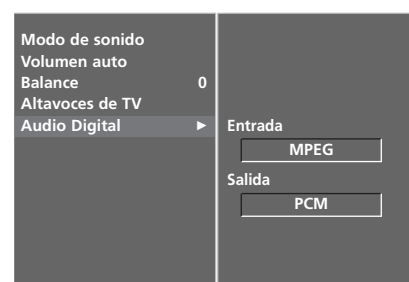 Modo de sonido
Volumen auto
Balance 0
Altavoces de TV
Audio Digital ►
Entrada
MPEG
Salida
PCM